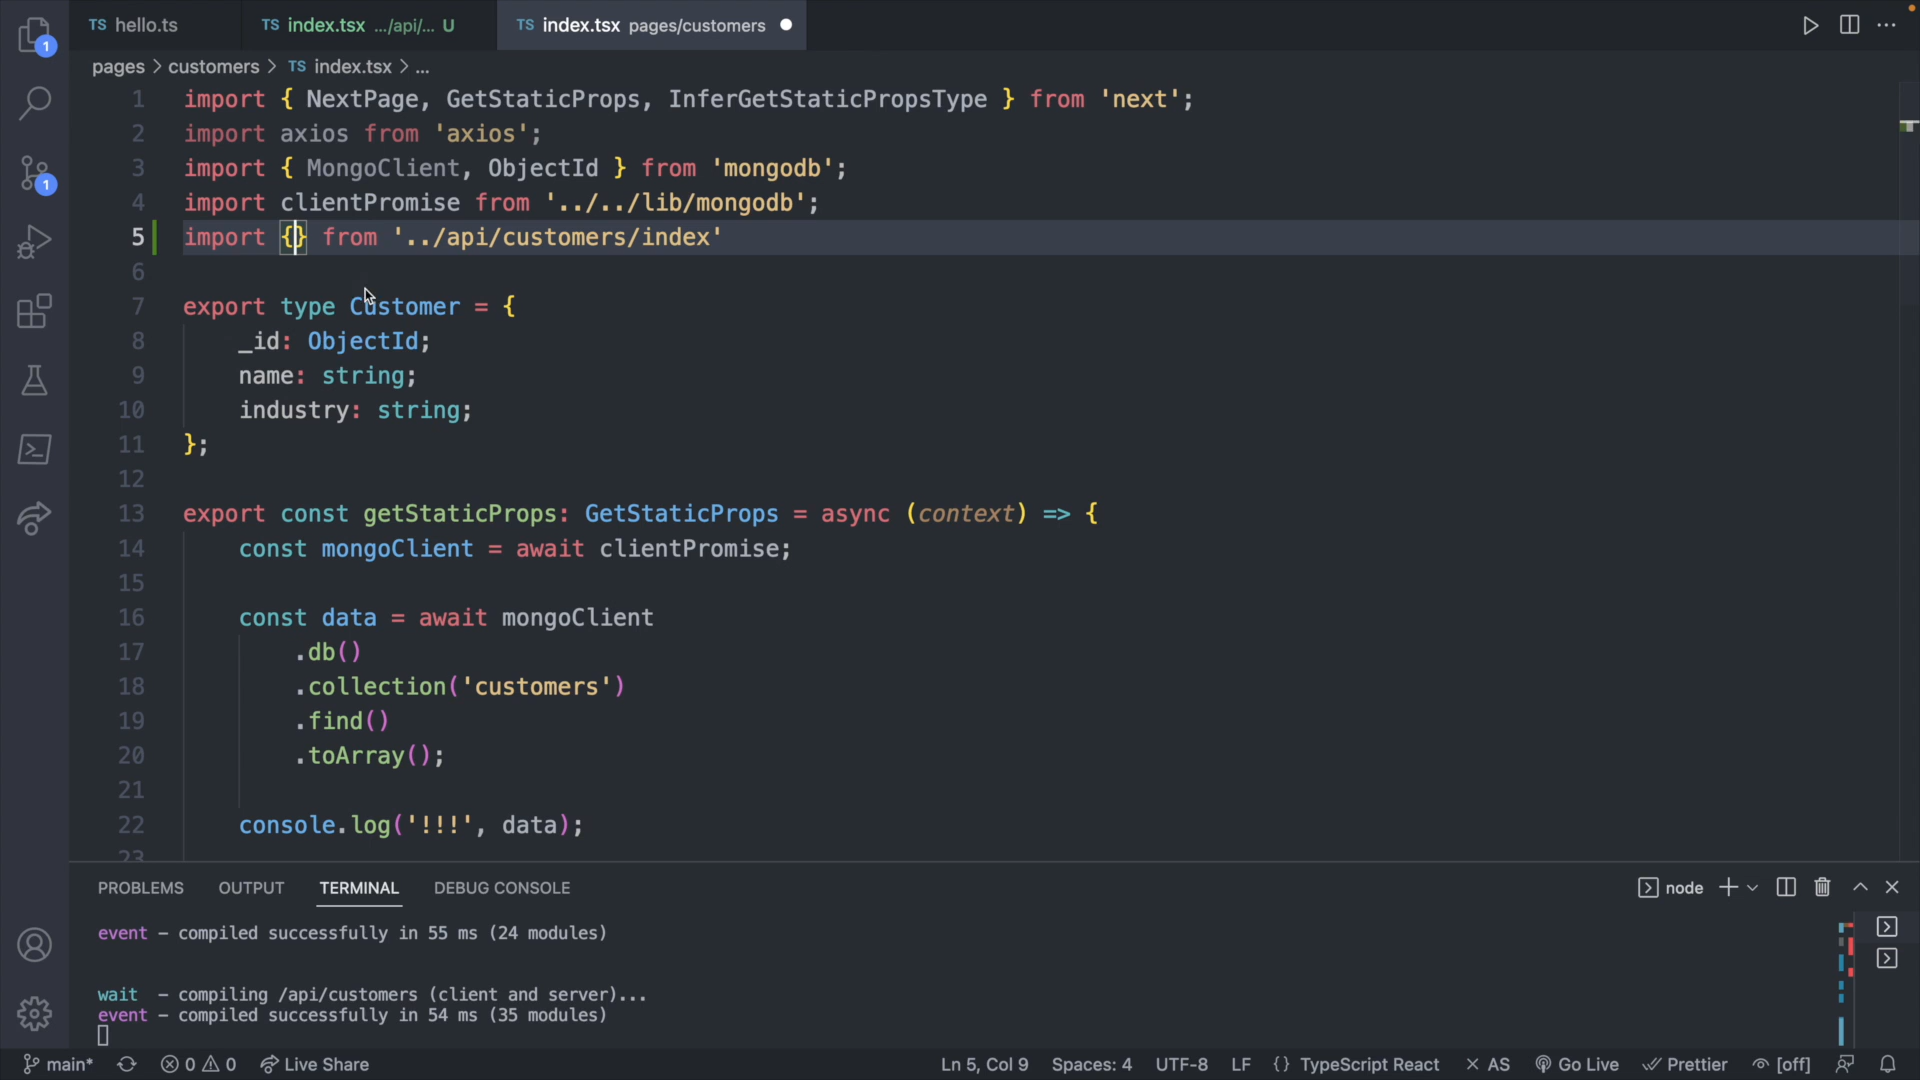 TS hello.ts
TS index.tsx .../api/... U
TS index.tsx pages/customers
pages > customers > TS index.tsx > ...
1 import { NextPage, GetStaticProps, InferGetStaticPropsType } from 'next';
2 import axios from 'axios';
3 import { MongoClient, ObjectId } from 'mongodb';
4 import clientPromise from '../../lib/mongodb';
5 import {} from '../api/customers/index'
6
7 export type Customer = {
8 _id: ObjectId;
9 name: string;
10 industry: string;
11 };
12
13 export const getStaticProps: GetStaticProps = async (context) => {
14 const mongoClient = await clientPromise;
15
16 const data = await mongoClient
17 .db()
18 .collection('customers')
19 .find()
20 .toArray();
21
22 console.log('!!!', data);
23
1
1
PROBLEMS OUTPUT TERMINAL DEBUG CONSOLE
node
event - compiled successfully in 55 ms (24 modules)
wait - compiling /api/customers (client and server)...
event - compiled successfully in 54 ms (35 modules)
main* 0 0 Live Share
Ln 5, Col 9 Spaces: 4 UTF-8 LF {} TypeScript React × AS Go Live Prettier [off]